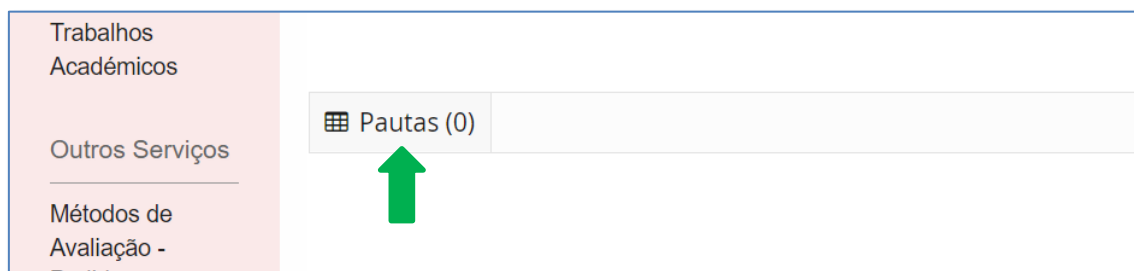 Trabalhos
Académicos
Outros Serviços
Métodos de
Avaliação -
Pautas (0)